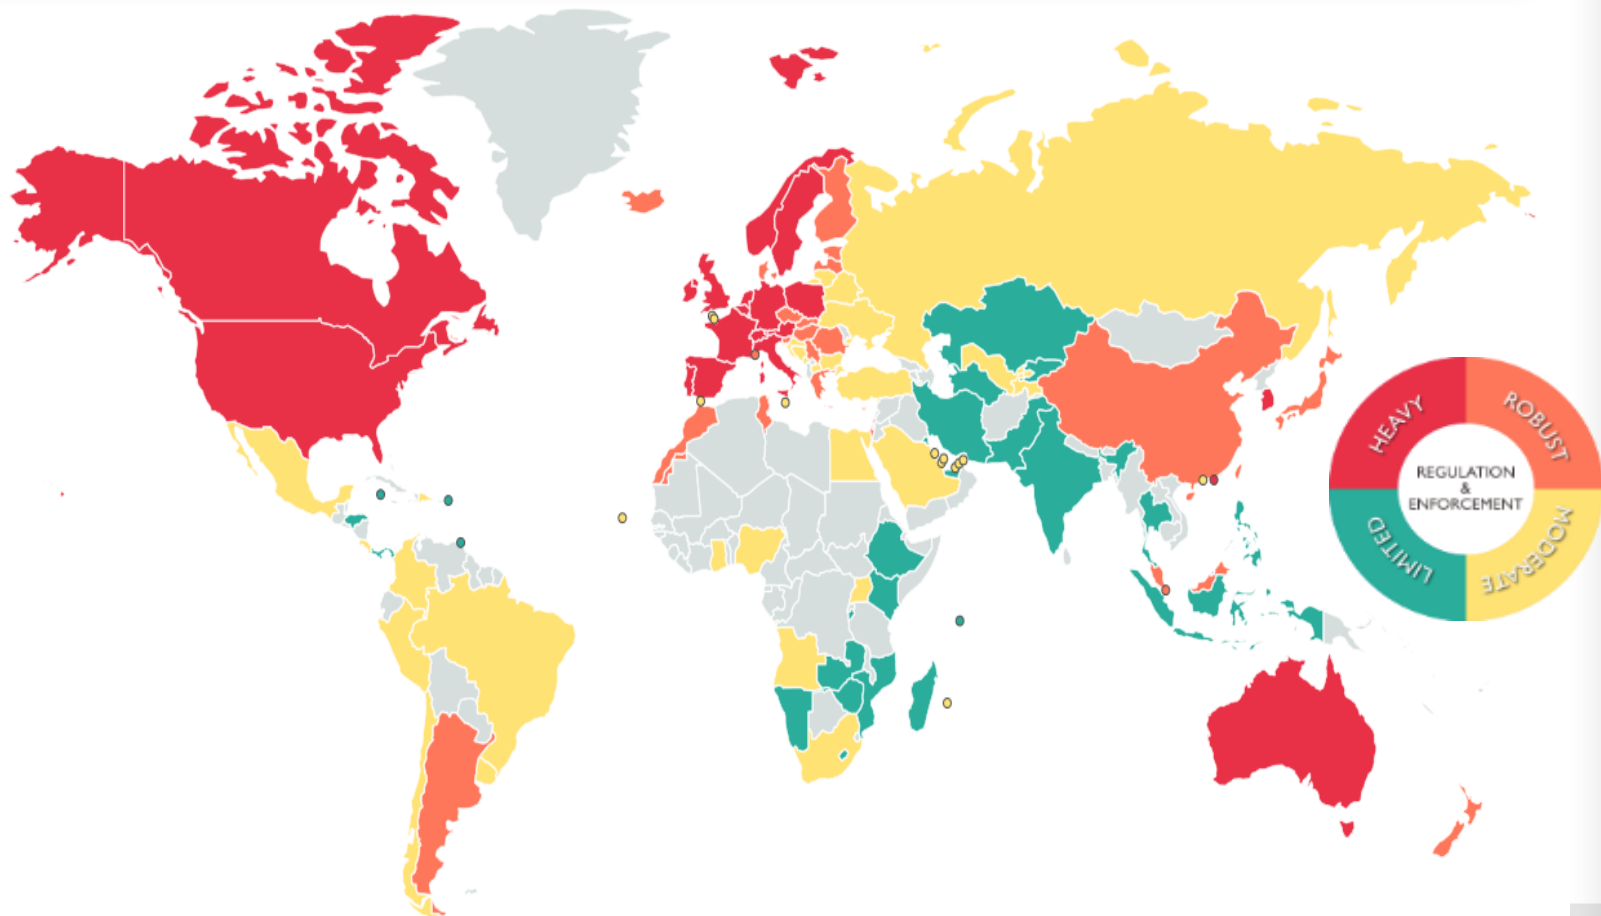 HEAVY
ROBUST
REGULATION
&
ENFORCEMENT
LIMITED
MODERATE